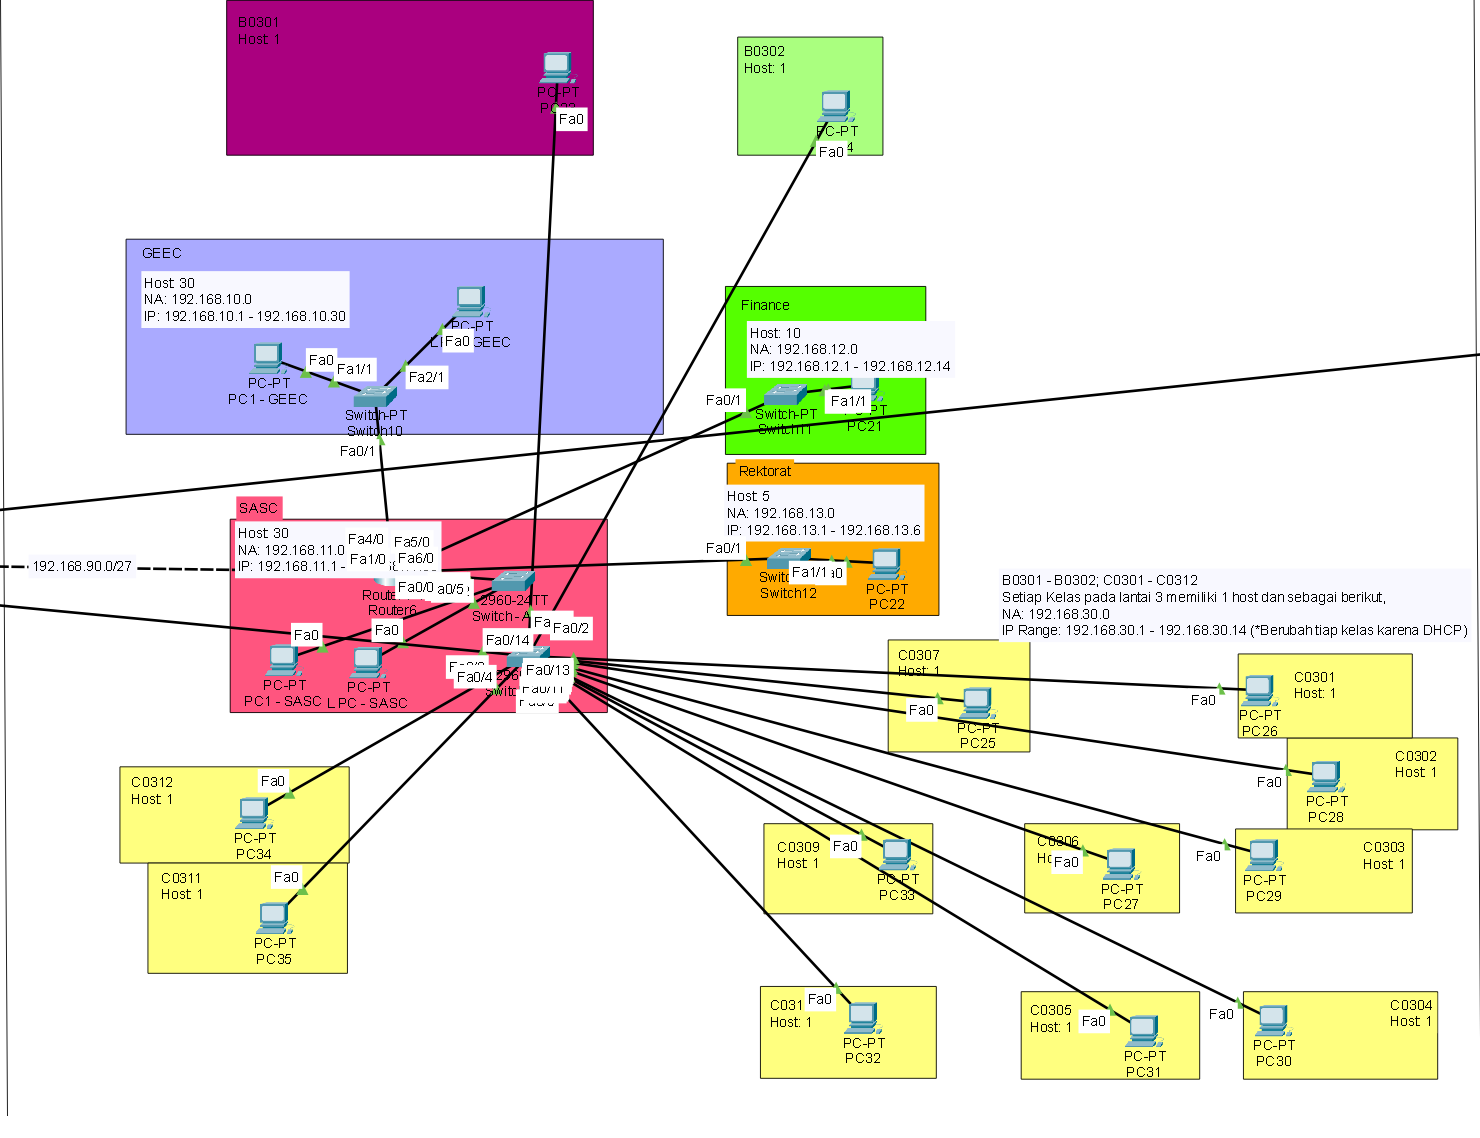 B0301
Host: 1
PC-PT
Fa0
B0302
Host: 1
PC-PT
Fa0
GEEC
Host: 30
NA: 192.168.10.0
IP: 192.168.10.1 - 192.168.10.30
PC-PT
GEEC
Fa0
Fa0
Fa1/1
Fa2/1
PC-PT
PC1 - GEEC
Switch-PT
Switch10
Fa0/1
Finance
Host: 10
NA: 192.168.12.0
IP: 192.168.12.1 - 192.168.12.14
Fa0/1
Fa1/1
Switch-PT
Switch11
PC21
Rektorat
Host: 5
NA: 192.168.13.0
IP: 192.168.13.1 - 192.168.13.6
Fa0/1
Fa1/1
Switch12
PC-PT
PC22
SASC
Host: 30
NA: 192.168.11.0
IP: 192.168.11.1 -
Fa4/0
Fa5/0
Fa1/0
Fa6/0
192.168.90.0/27
Fa0/0
Router6
2960-24TT
Switch - A
Fa0
Fa0
Fa0/2
Fa0/14
Fa0/4
Fa0/13
PC-PT
PC1 - SASC
PC-PT
LPC - SASC
B0301 - B0302; C0301 - C0312
Setiap Kelas pada lantai 3 memiliki 1 host dan sebagai berikut,
NA: 192.168.30.0
IP Range: 192.168.30.1 - 192.168.30.14 (*Berubah tiap kelas karena DHCP)
C0307
Host: 1
Fa0
PC-PT
PC25
C0301
Host: 1
Fa0
PC-PT
PC26
C0302
Host: 1
Fa0
PC-PT
PC28
C0312
Host: 1
Fa0
PC-PT
PC34
C0311
Host: 1
Fa0
PC-PT
PC35
C0309
Host: 1
Fa0
PC-PT
PC33
C0306
Fa0
PC-PT
PC27
C0303
Host: 1
Fa0
PC-PT
PC29
C031
Host: 1
Fa0
PC-PT
PC32
C0305
Host: 1
Fa0
PC-PT
PC31
C0304
Host: 1
Fa0
PC-PT
PC30